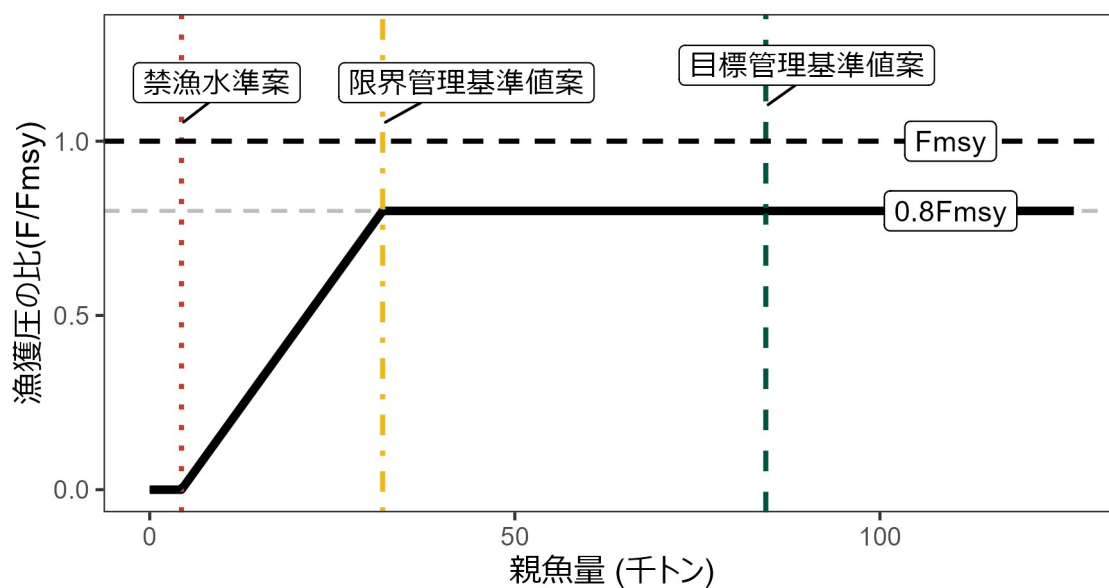 禁漁水準案
限界管理基準値案
目標管理基準値案
Fmsy
0.8Fmsy
漁獲圧の比(F/Fmsy)
1.0
0.5
0.0
0
50
100
親魚量 (千トン)